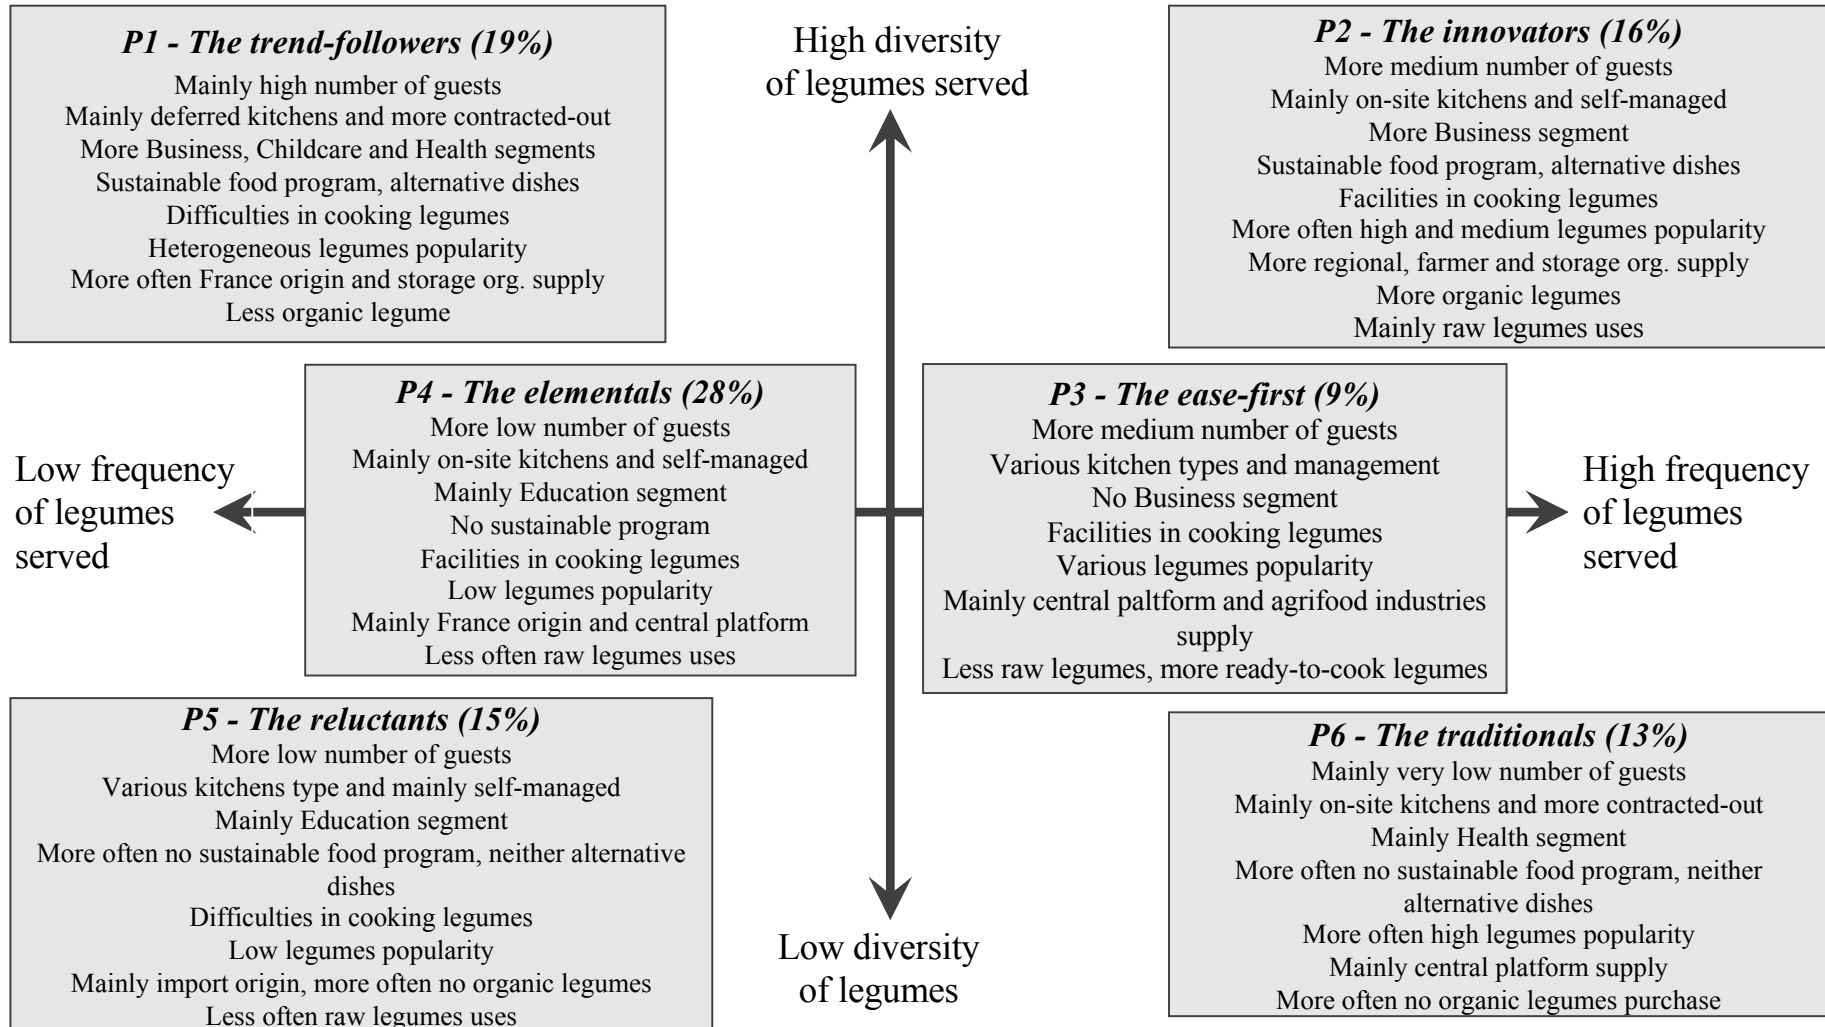 P1 - The trend-followers (19%)
Mainly high number of guests
Mainly deferred kitchens and more contracted-out
More Business, Childcare and Health segments
Sustainable food program, alternative dishes
Difficulties in cooking legumes
Heterogeneous legumes popularity
More often France origin and storage org. supply
Less organic legume
High diversity
of legumes served
P2 - The innovators (16%)
More medium number of guests
Mainly on-site kitchens and self-managed
More Business segment
Sustainable food program, alternative dishes
Facilities in cooking legumes
More often high and medium legumes popularity
More regional, farmer and storage org. supply
More organic legumes
Mainly raw legumes uses
Low frequency
of legumes
served
P4 - The elementals (28%)
More low number of guests
Mainly on-site kitchens and self-managed
Mainly Education segment
No sustainable program
Facilities in cooking legumes
Low legumes popularity
Mainly France origin and central platform
Less often raw legumes uses
P3 - The ease-first (9%)
More medium number of guests
Various kitchen types and management
No Business segment
Facilities in cooking legumes
Various legumes popularity
Mainly central paltform and agrifood industries
supply
Less raw legumes, more ready-to-cook legumes
High frequency
of legumes
served
P5 - The reluctants (15%)
More low number of guests
Various kitchens type and mainly self-managed
Mainly Education segment
More often no sustainable food program, neither alternative
dishes
Difficulties in cooking legumes
Low legumes popularity
Mainly import origin, more often no organic legumes
Less often raw legumes uses
Low diversity
of legumes
P6 - The traditionals (13%)
Mainly very low number of guests
Mainly on-site kitchens and more contracted-out
Mainly Health segment
More often no sustainable food program, neither
alternative dishes
More often high legumes popularity
Mainly central platform supply
More often no organic legumes purchase